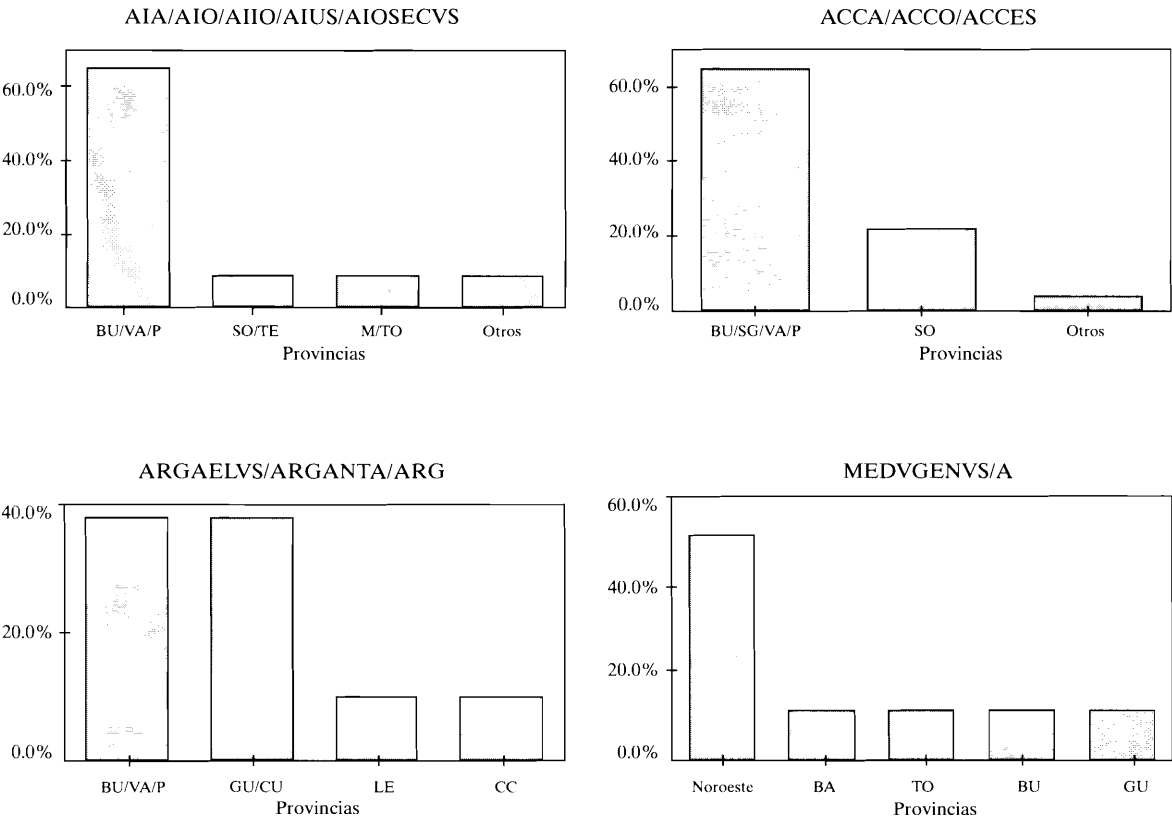 AIA/AIO/AIIO/AIUS/AIOSECVS
60.0%
40.0%
20.0%
0.0%
BU/VA/P SO/TE M/TO Otros
Provincias
ACCA/ACCO/ACCES
60.0%
40.0%
20.0%
0.0%
BU/SG/VA/P SO Otros
Provincias
ARGAELVS/ARGANTA/ARG
40.0%
20.0%
0.0%
BU/VA/P GU/CU LE CC
Provincias
MEDVGENVS/A
60.0%
40.0%
20.0%
0.0%
Noroeste BA TO BU GU
Provincias